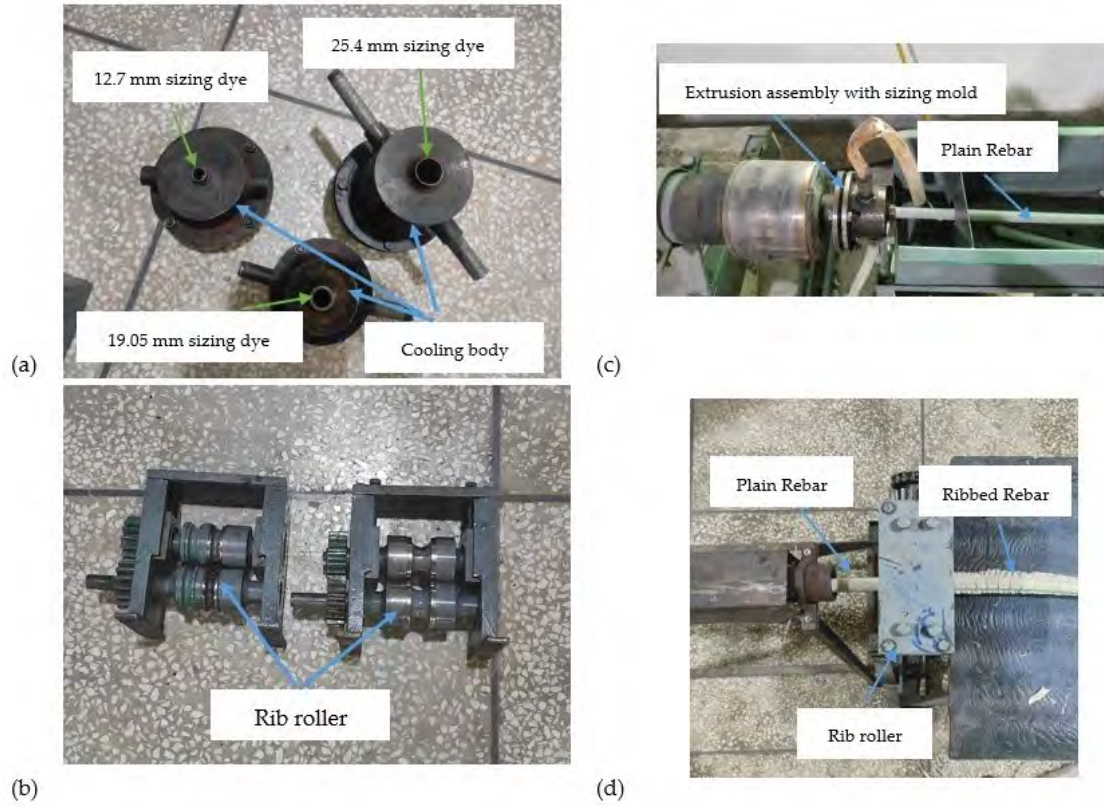 25.4 mm sizing dye
12.7 mm sizing dye
19.05 mm sizing dye
Cooling body
(a)
Extrusion assembly with sizing mold
Plain Rebar
(c)
Rib roller
(b)
Plain Rebar
Ribbed Rebar
Rib roller
(d)